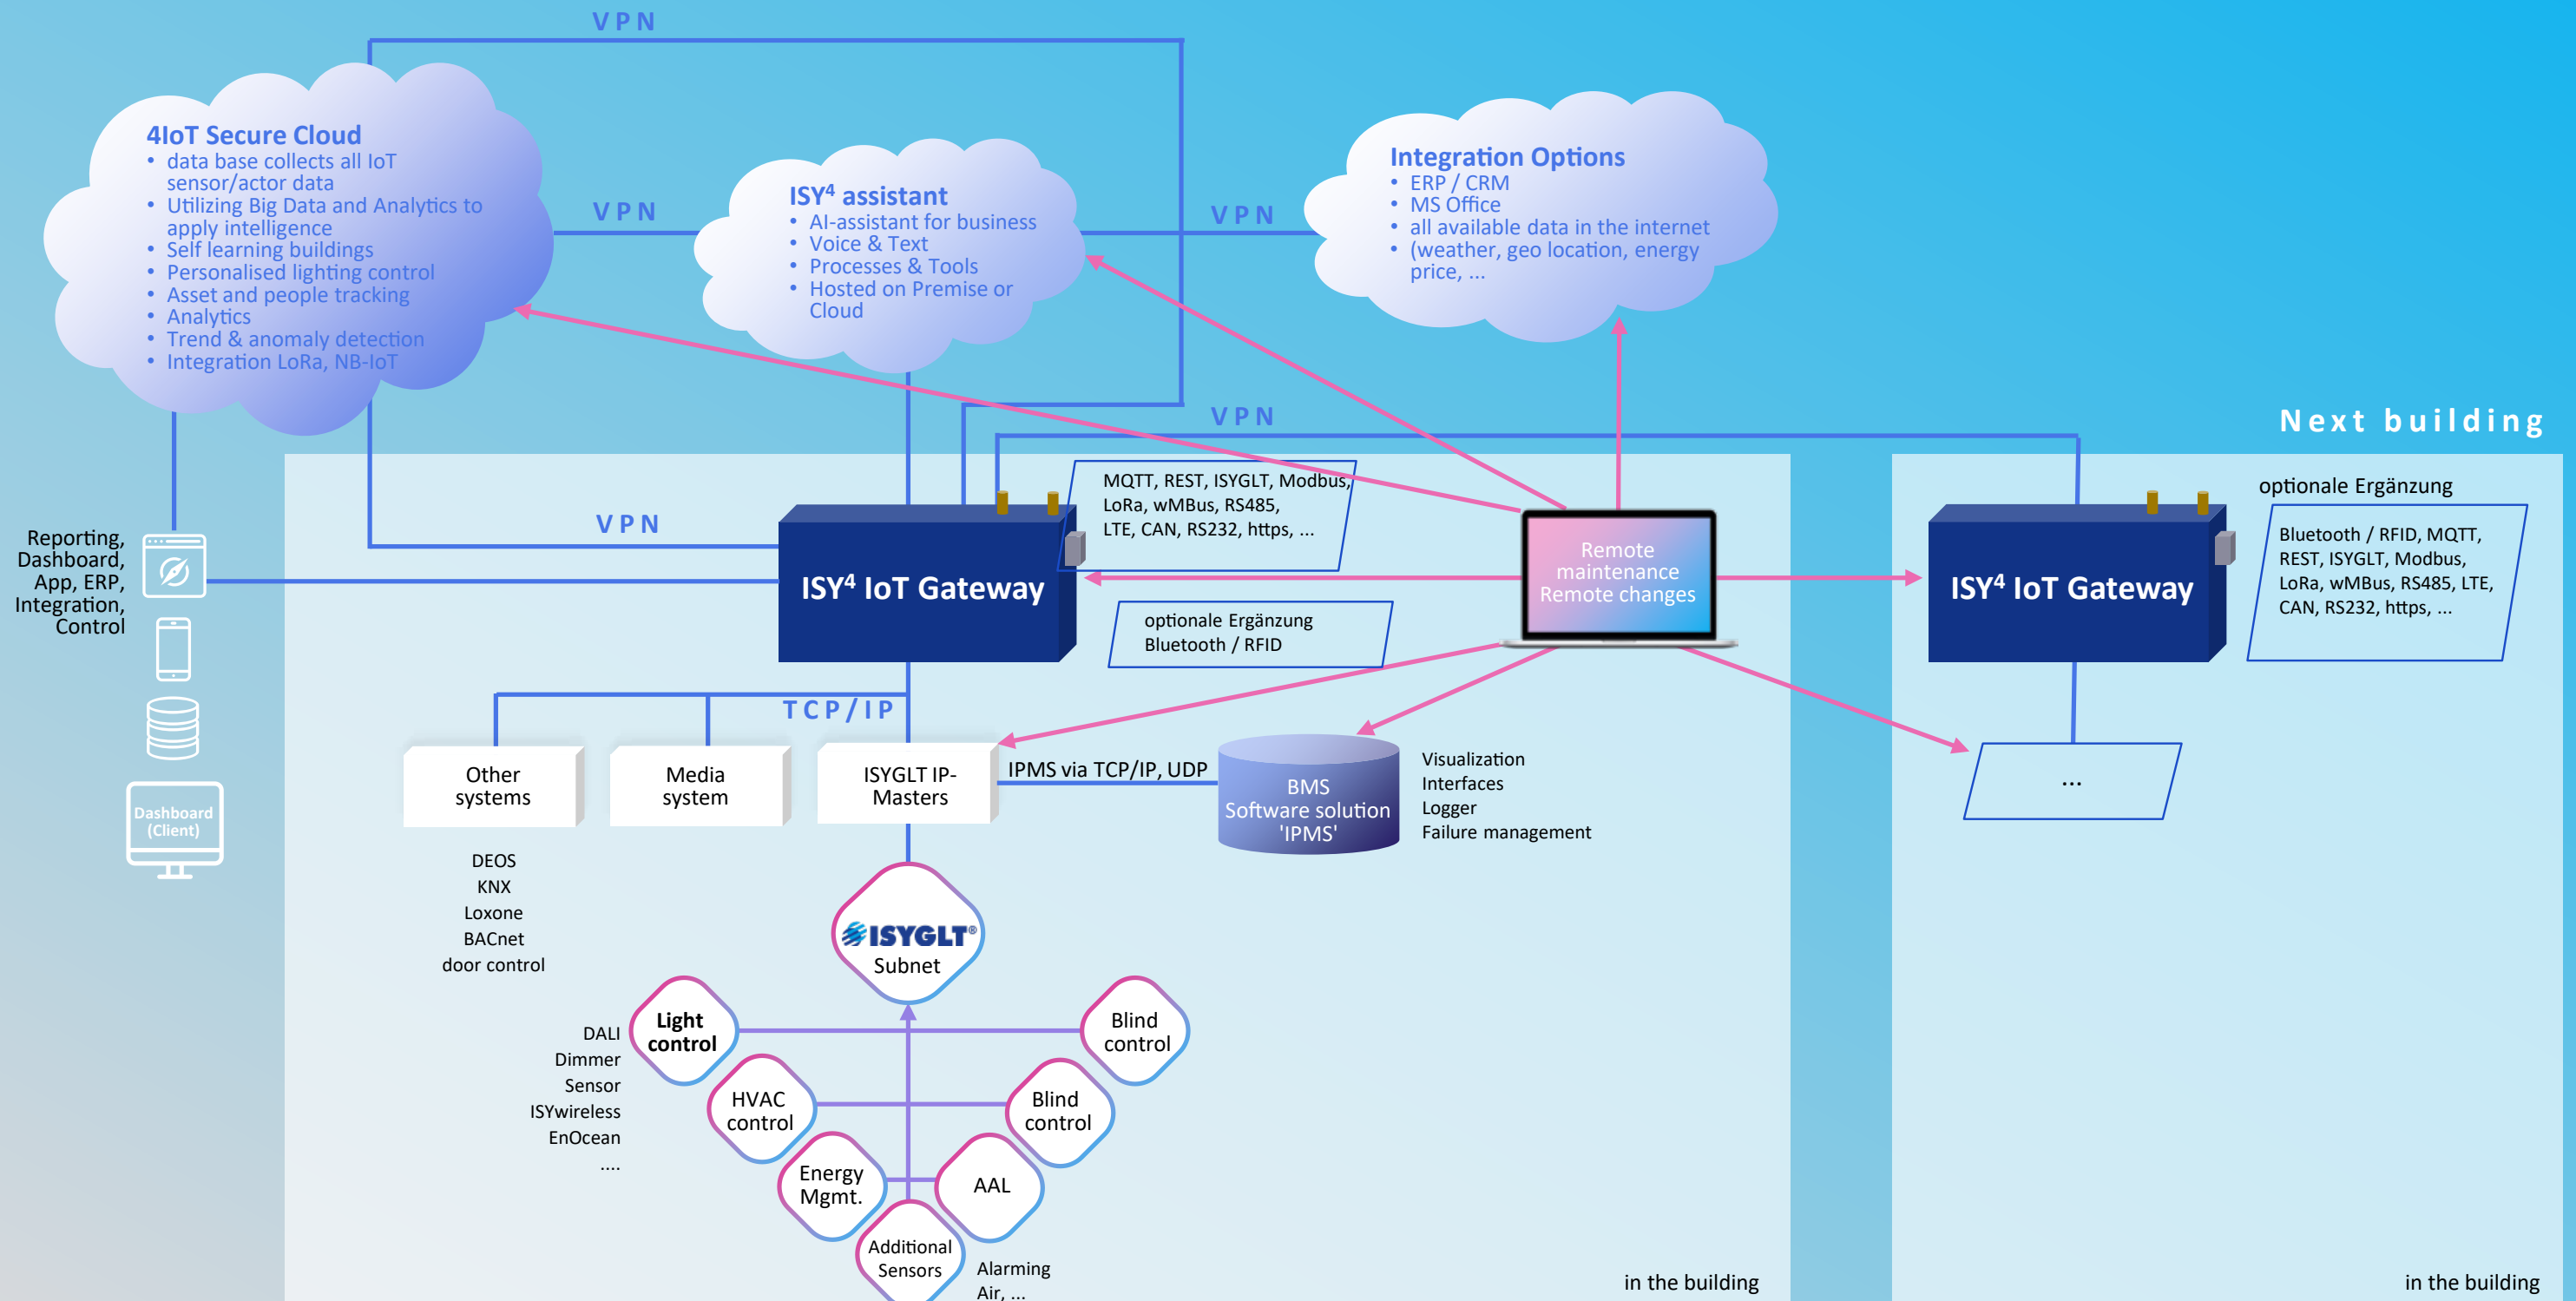 VPN
4IoT Secure Cloud
• data base collects all IoT
sensor/actor data
• Utilizing Big Data and Analytics to
apply intelligence
• Self learning buildings
• Personalised lighting control
• Asset and people tracking
• Analytics
• Trend & anomaly detection
• Integration LoRa, NB-IoT
VPN
ISY⁴ assistant
• AI-assistant for business
• Voice & Text
• Processes & Tools
• Hosted on Premise or
Cloud
VPN
Integration Options
• ERP / CRM
• MS Office
• all available data in the internet
• (weather, geo location, energy
price, ...
VPN
Next building
VPN
Reporting,
Dashboard,
App, ERP,
Integration,
Control
Dashboard
(Client)
ISY⁴ IoT Gateway
MQTT, REST, ISYGLT, Modbus,
LoRa, wMBus, RS485,
LTE, CAN, RS232, https, ...
optionale Ergänzung
Bluetooth / RFID
Remote
maintenance
Remote changes
ISY⁴ IoT Gateway
optionale Ergänzung
Bluetooth / RFID, MQTT,
REST, ISYGLT, Modbus,
LoRa, wMBus, RS485, LTE,
CAN, RS232, https, ...
TCP/IP
Other
systems
Media
system
ISYGLT IP-
Masters
IPMS via TCP/IP, UDP
BMS
Software solution
'IPMS'
Visualization
Interfaces
Logger
Failure management
...
DEOS
KNX
Loxone
BACnet
door control
ISYGLT®
Subnet
DALI
Dimmer
Sensor
ISYwireless
EnOcean
....
Light
control
Blind
control
HVAC
control
Blind
control
Energy
Mgmt.
AAL
Additional
Sensors
Alarming
Air, ...
in the building
in the building